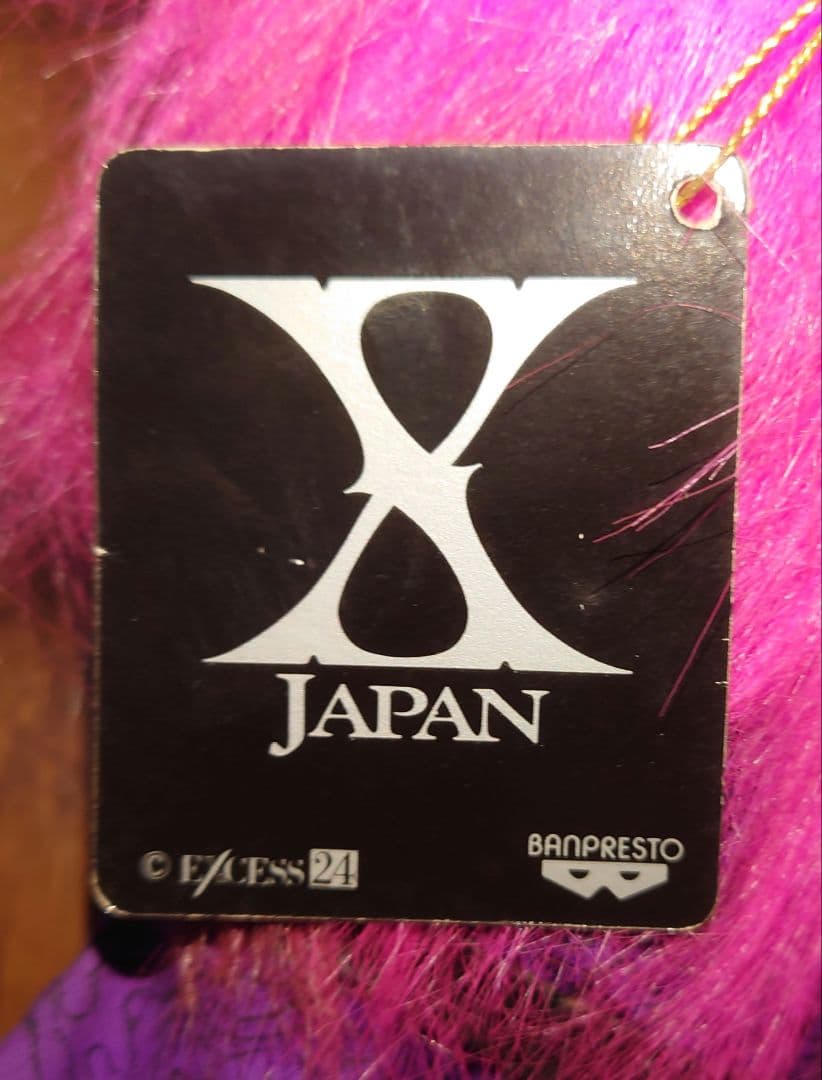 X
JAPAN
© EXCESS 24
BANPRESTO